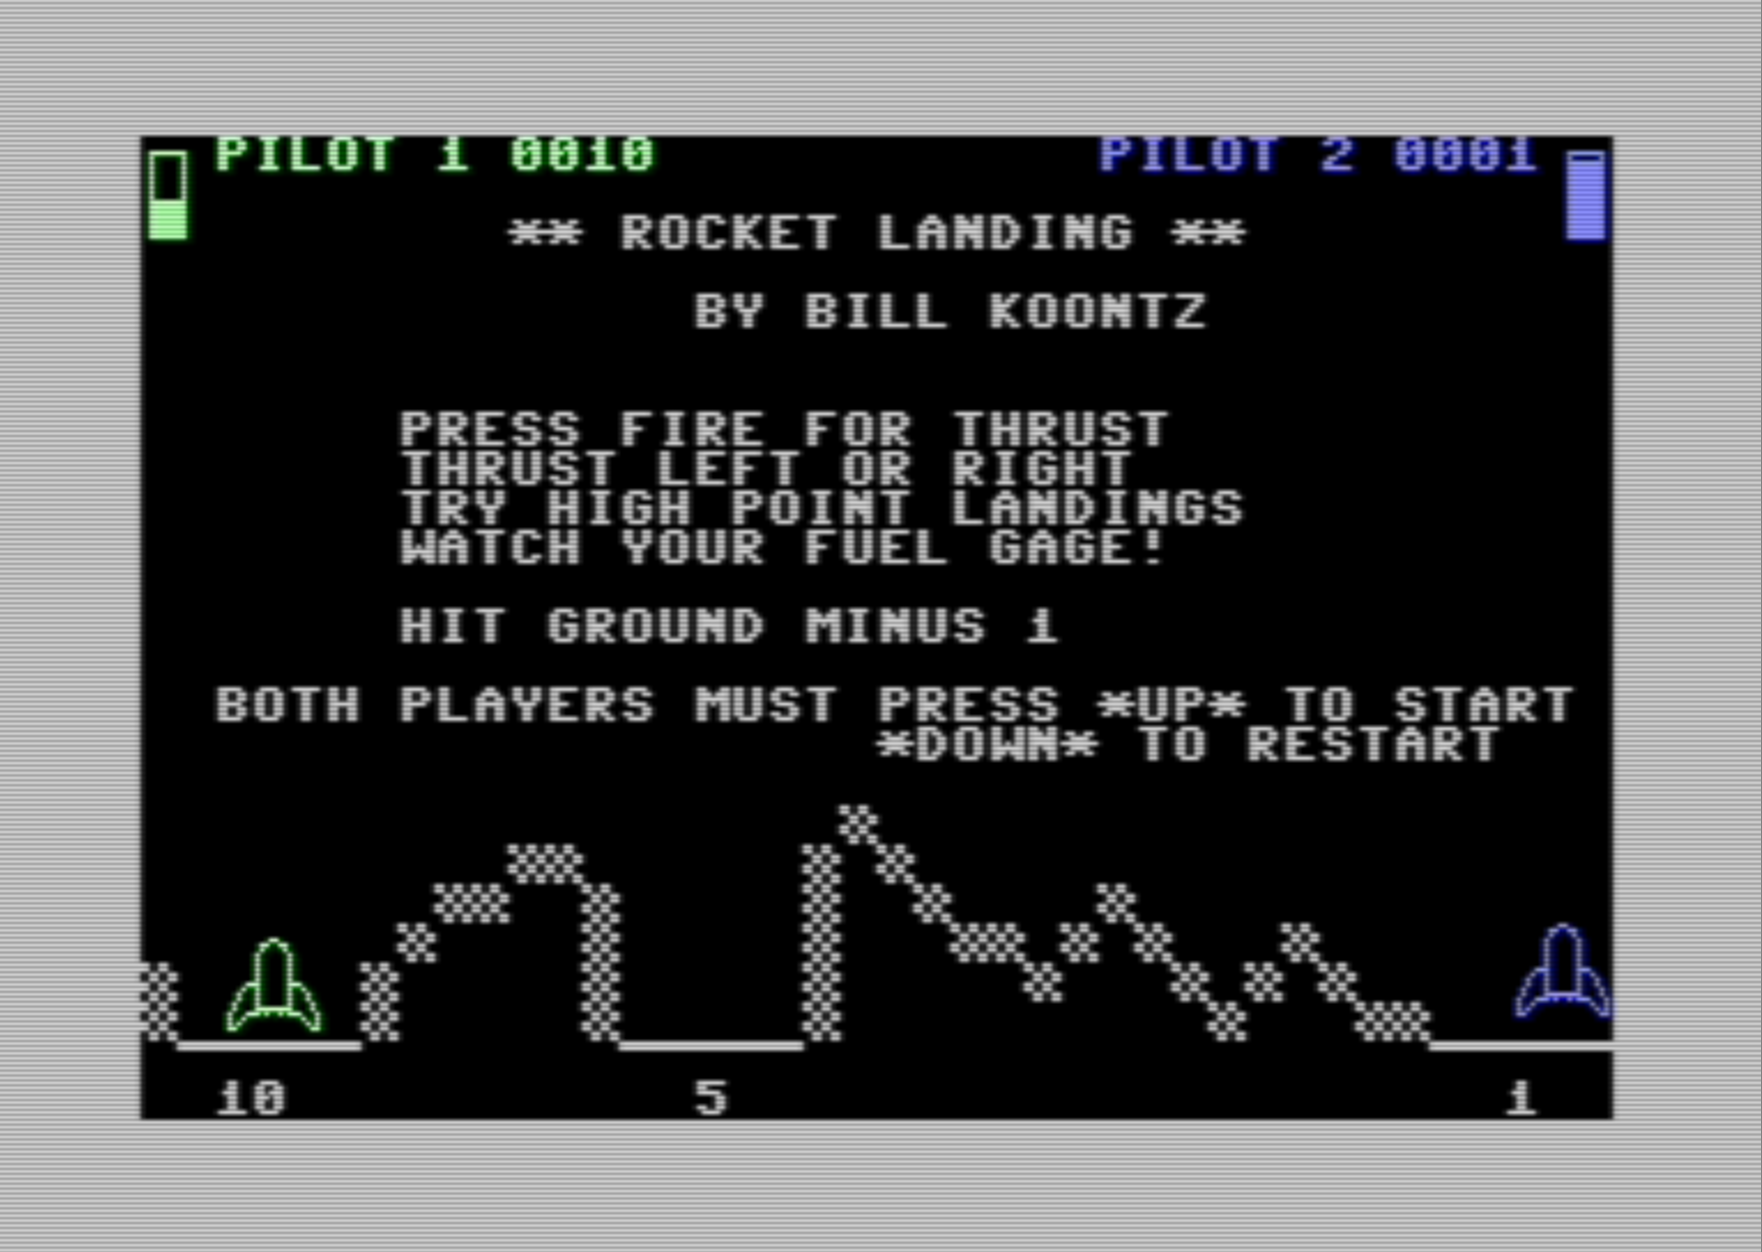 PILOT 1 0010 PILOT 2 0001
** ROCKET LANDING **
BY BILL KOONTZ
PRESS FIRE FOR THRUST
THRUST LEFT OR RIGHT
TRY HIGH POINT LANDINGS
WATCH YOUR FUEL GAGE!
HIT GROUND MINUS 1
BOTH PLAYERS MUST PRESS *UP* TO START
*DOWN* TO RESTART
10 5 1